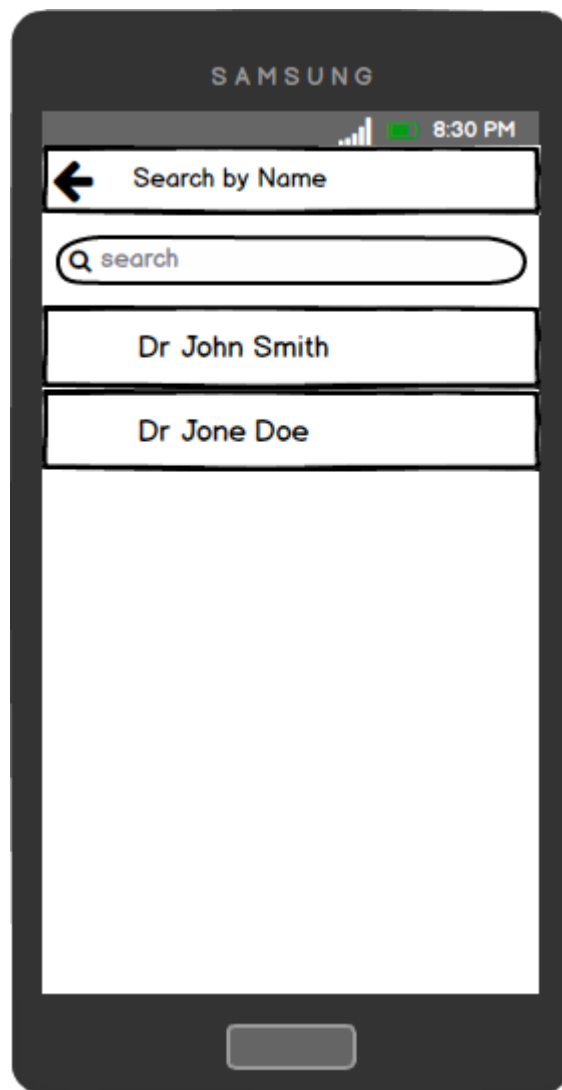 SAMSUNG
8:30 PM
Search by Name
search
Dr John Smith
Dr Jone Doe